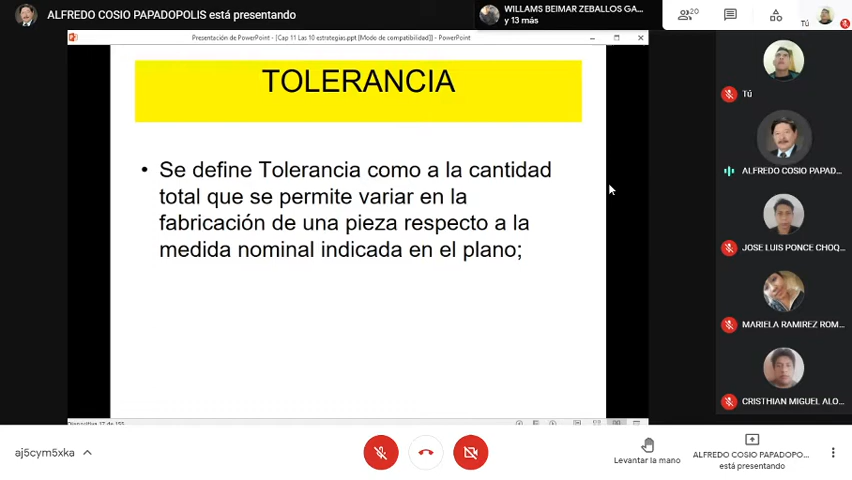 ALFREDO COSIO PAPADOPOLIS está presentando
WILLAMS BEIMAR ZEBALLOS GA...
y 13 más
20
Tú
Presentación de PowerPoint - [Cap 11 Las 10 estrategias.ppt [Modo de compatibilidad]] - PowerPoint
TOLERANCIA
• Se define Tolerancia como a la cantidad
total que se permite variar en la
fabricación de una pieza respecto a la
medida nominal indicada en el plano;
Tú
ALFREDO COSIO PAPAD...
JOSE LUIS PONCE CHOQ...
MARIELA RAMIREZ ROM...
CRISTHIAN MIGUEL ALO...
Diapositiva 17 de 155
aj5cym5xka
Levantar la mano
ALFREDO COSIO PAPADOPO...
está presentando